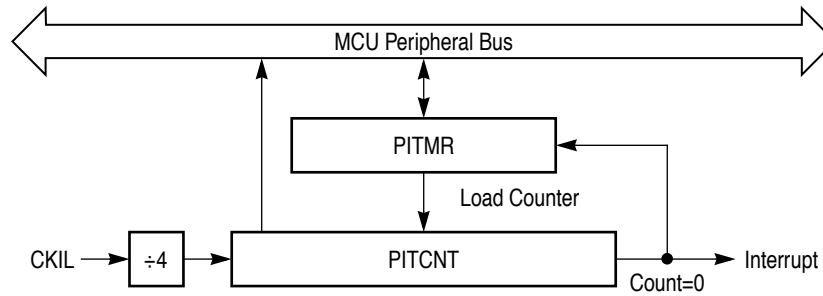 MCU Peripheral Bus
PITMR
Load Counter
CKIL
÷4
PITCNT
Interrupt
Count=0